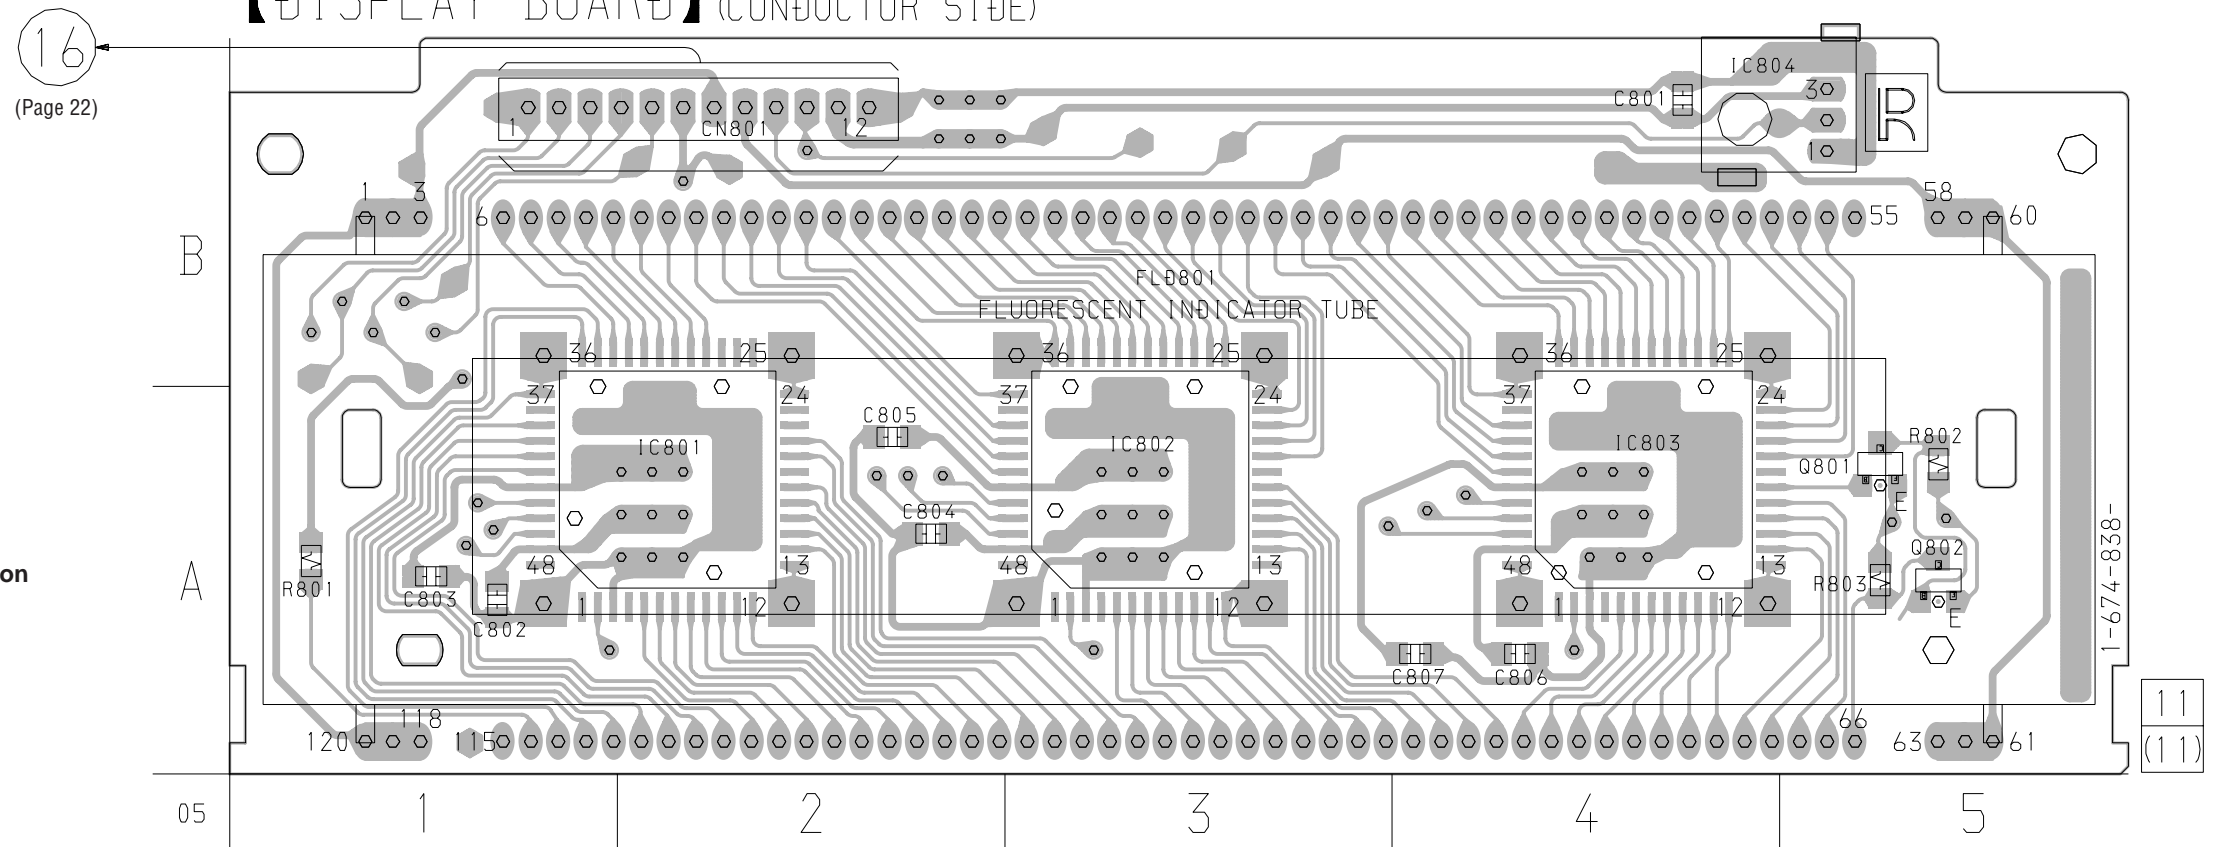 【DISPLAY BOARD】 (CONDUCTOR SIDE)
16
(Page 22)
IC804
C801
3
1
R
1
CN801
12
1
3
6
55
58
60
B
FLD801
FLUORESCENT INDICATOR TUBE
36
25
36
25
36
25
37
24
37
24
37
24
C805
IC801
IC802
IC803
R802
Q801
E
C804
1-674-838-
Q802
on
48
13
48
13
48
13
A
R801
C803
R803
1
12
1
12
1
12
E
C802
C807
C806
11
118
66
120
115
63
61
(11)
05
1
2
3
4
5